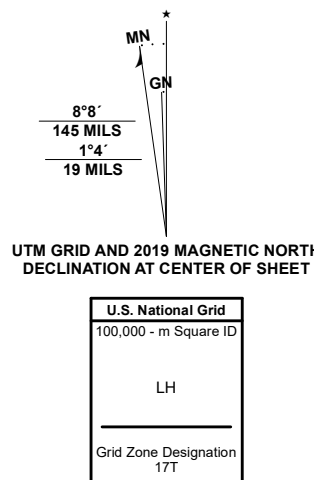 ★
MN
GN
8°8´
145 MILS
1°4´
19 MILS
UTM GRID AND 2019 MAGNETIC NORTH
DECLINATION AT CENTER OF SHEET
U.S. National Grid
100,000 - m Square ID
LH
Grid Zone Designation
17T